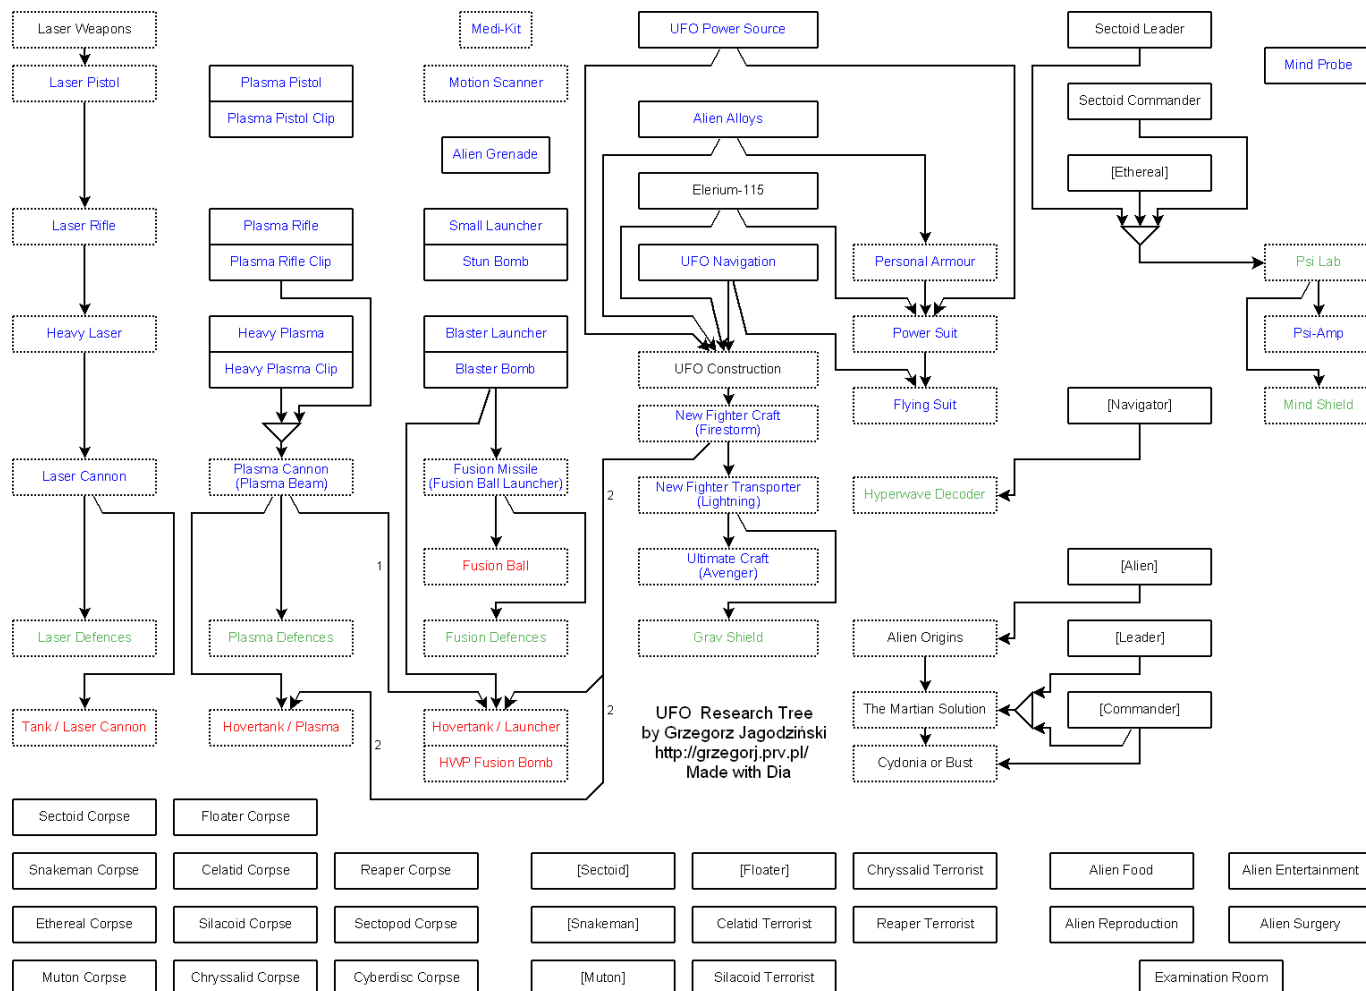 Laser Weapons
Medi-Kit
UFO Power Source
Sectoid Leader
Mind Probe
Laser Pistol
Plasma Pistol
Plasma Pistol Clip
Motion Scanner
Alien Grenade
Alien Alloys
Sectoid Commander
Elerium-115
[Ethereal]
Laser Rifle
Plasma Rifle
Plasma Rifle Clip
Small Launcher
Stun Bomb
UFO Navigation
Personal Armour
Psi Lab
Heavy Laser
Heavy Plasma
Heavy Plasma Clip
Blaster Launcher
Blaster Bomb
Power Suit
Psi-Amp
UFO Construction
New Fighter Craft
(Firestorm)
Flying Suit
[Navigator]
Mind Shield
Laser Cannon
Plasma Cannon
(Plasma Beam)
Fusion Missile
(Fusion Ball Launcher)
2
New Fighter Transporter
(Lightning)
Hyperwave Decoder
1
Fusion Ball
Ultimate Craft
(Avenger)
[Alien]
Laser Defences
Plasma Defences
Fusion Defences
Grav Shield
Alien Origins
[Leader]
Tank / Laser Cannon
Hovertank / Plasma
2
Hovertank / Launcher
HWP Fusion Bomb
2
The Martian Solution
[Commander]
Cydonia or Bust
UFO Research Tree
by Grzegorz Jagodziński
http://grzegorj.prv.pl/
Made with Dia
Sectoid Corpse
Floater Corpse
Snakeman Corpse
Celatid Corpse
Reaper Corpse
[Sectoid]
[Floater]
Chryssalid Terrorist
Alien Food
Alien Entertainment
Ethereal Corpse
Silacoid Corpse
Sectopod Corpse
[Snakeman]
Celatid Terrorist
Reaper Terrorist
Alien Reproduction
Alien Surgery
Muton Corpse
Chryssalid Corpse
Cyberdisc Corpse
[Muton]
Silacoid Terrorist
Examination Room